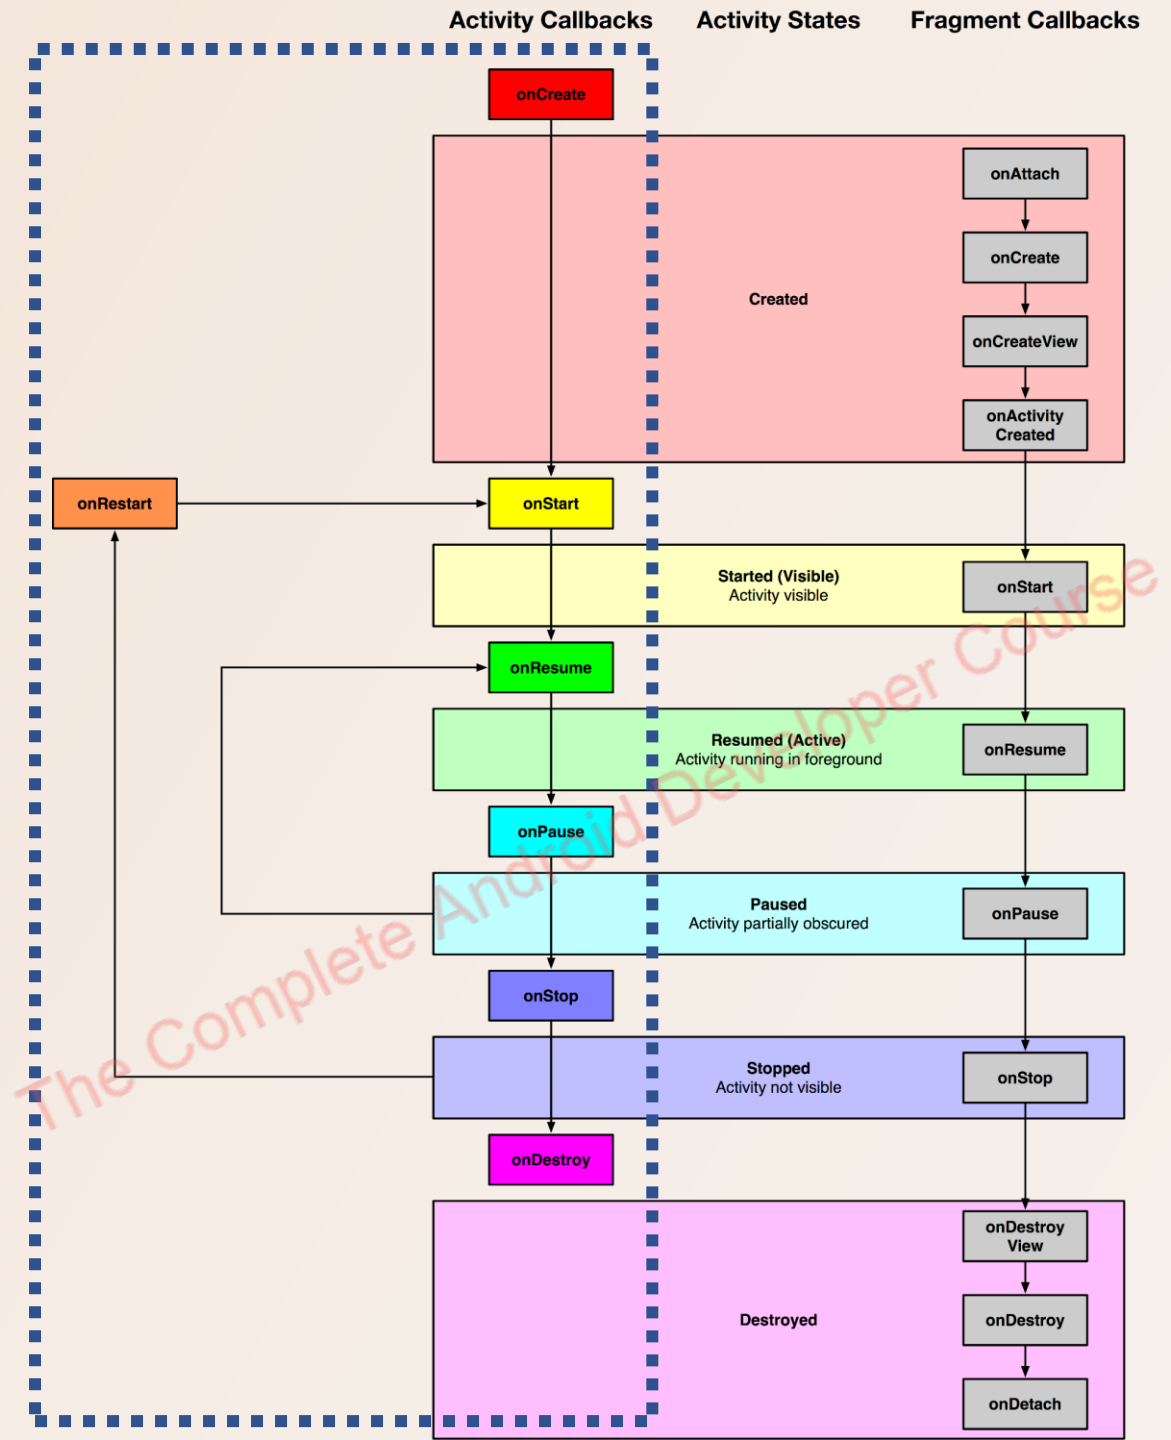 Activity Callbacks
Activity States
Fragment Callbacks
onCreate
onAttach
onCreate
Created
onCreateView
onActivity
Created
onRestart
onStart
Started (Visible)
Activity visible
onStart
onResume
Resumed (Active)
Activity running in foreground
onResume
onPause
Paused
Activity partially obscured
onPause
onStop
Stopped
Activity not visible
onStop
onDestroy
onDestroy
View
Destroyed
onDestroy
onDetach
The Complete Android Developer Course